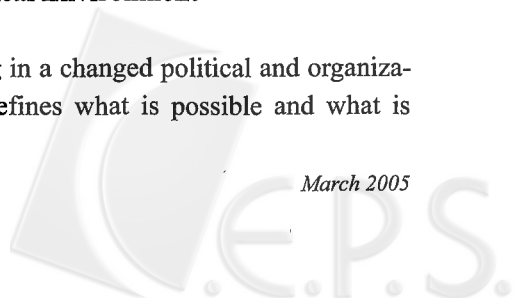 in a changed political and organiza-
efines what is possible and what is
March 2005
C.E.P.S.